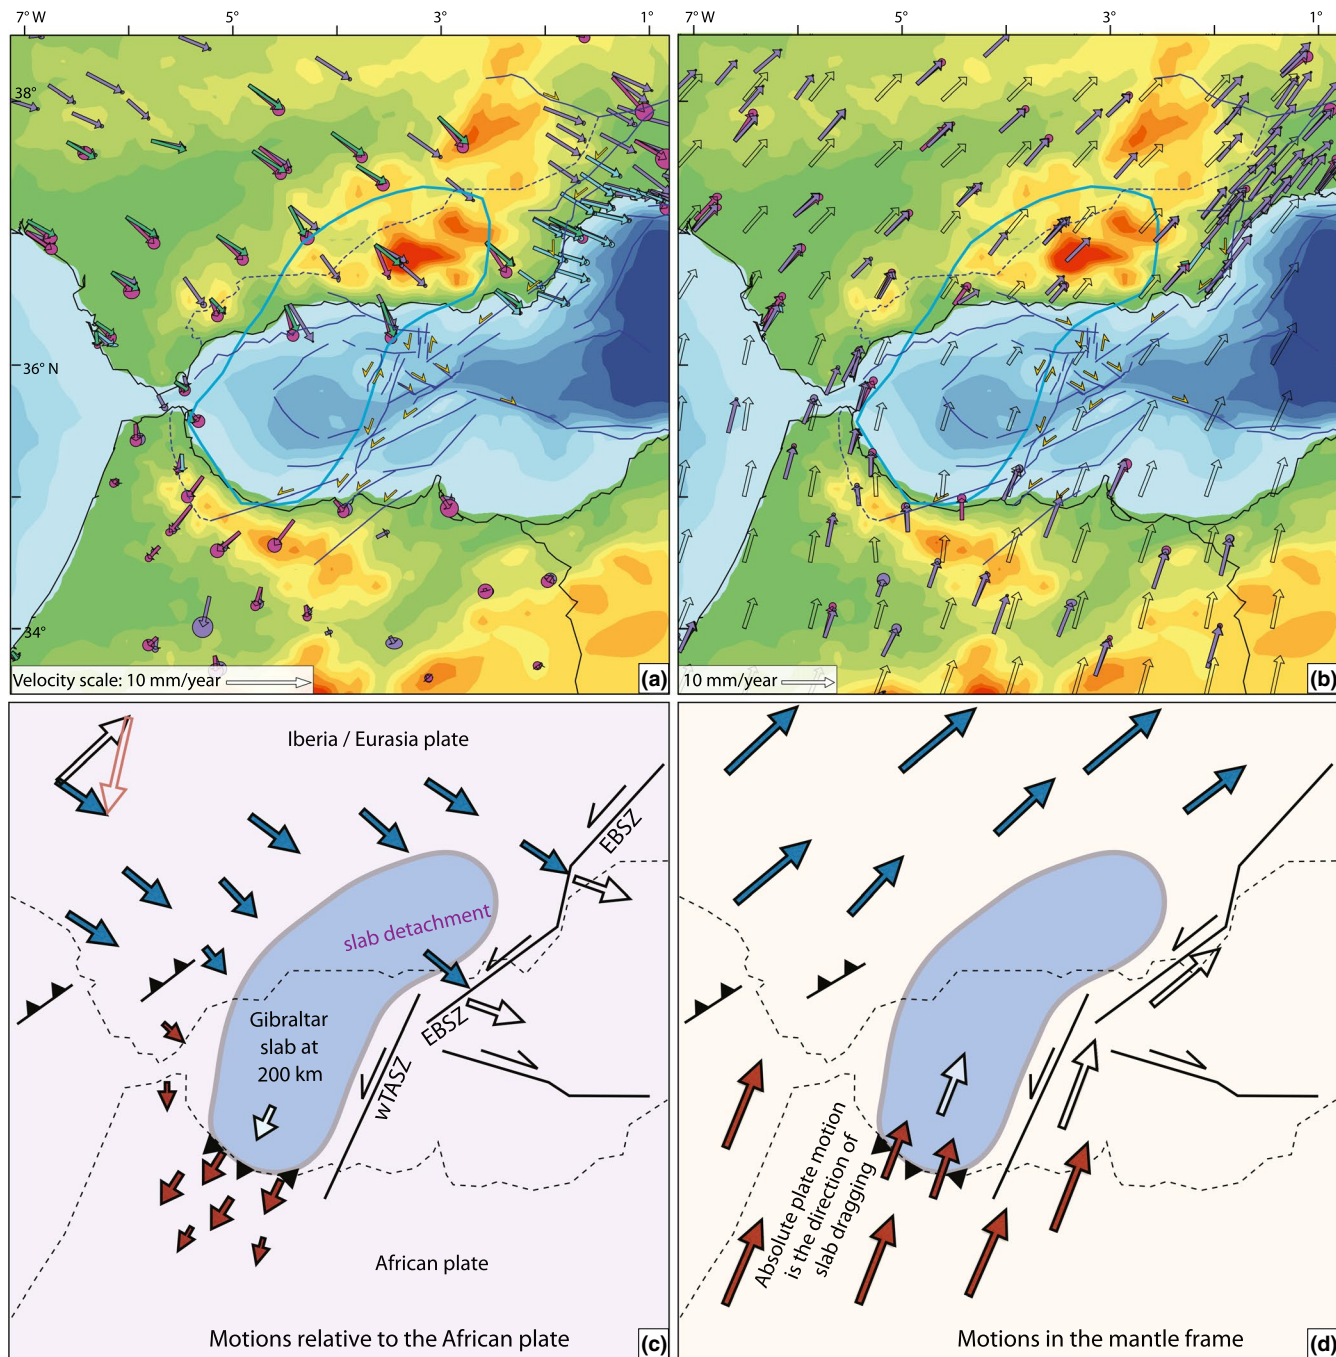 7° W 5° 3° 1° 7° W 5° 3° 1°
38°
36° N
34°
Velocity scale: 10 mm/year
(a)
10 mm/year
(b)
Iberia / Eurasia plate
EBSZ
slab detachment
Gibraltar
slab at
200 km
EBSZ
wTASZ
African plate
Motions relative to the African plate
(c)
Absolute plate motion
is the direction of
slab dragging
Motions in the mantle frame
(d)